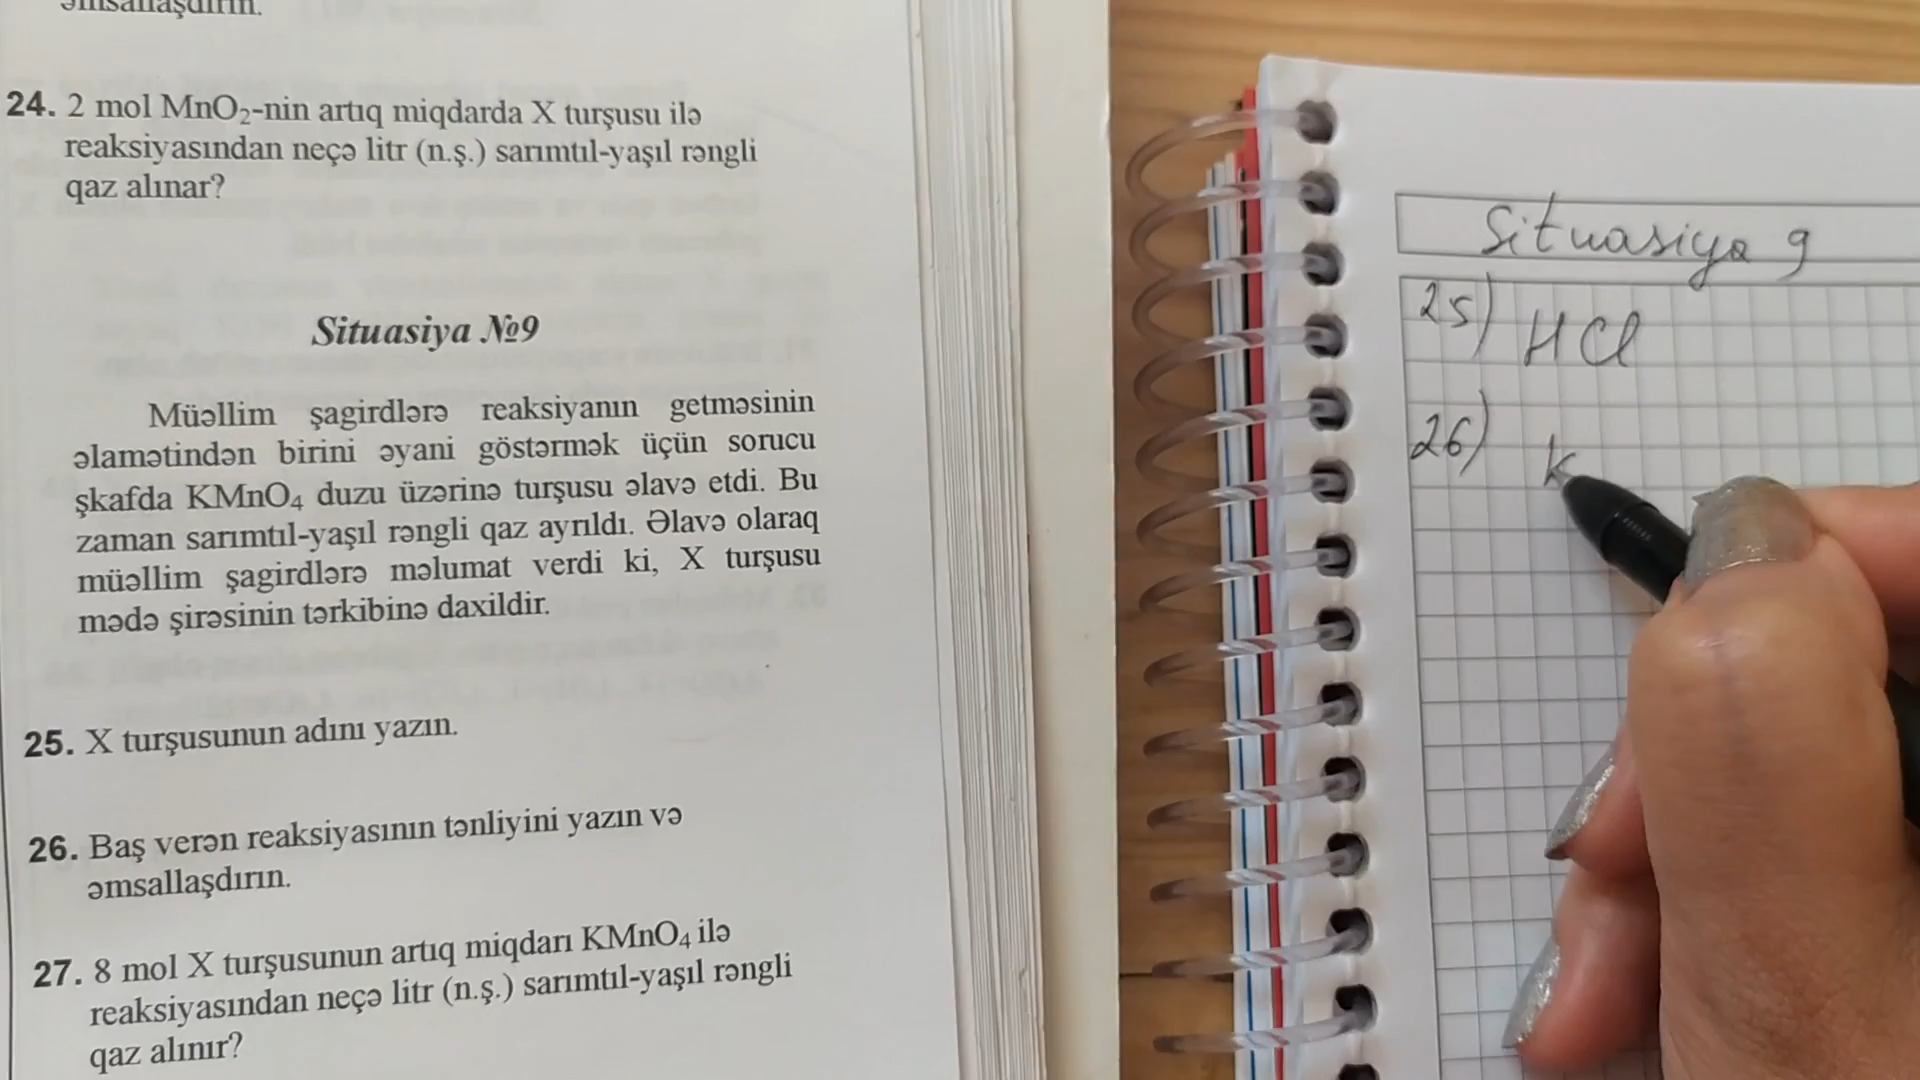 əmsallaşdırın.
24. 2 mol MnO₂-nin artıq miqdarda X turşusu ilə
reaksiyasından neçə litr (n.ş.) sarımtıl-yaşıl rəngli
qaz alınar?
Situasiya №9
Müəllim şagirdlərə reaksiyanın getməsinin
əlamətindən birini əyani göstərmək üçün sorucu
şkafda KMnO₄ duzu üzərinə turşusu əlavə etdi. Bu
zaman sarımtıl-yaşıl rəngli qaz ayrıldı. Əlavə olaraq
müəllim şagirdlərə məlumat verdi ki, X turşusu
mədə şirəsinin tərkibinə daxildir.
25. X turşusunun adını yazın.
26. Baş verən reaksiyasının tənliyini yazın və
əmsallaşdırın.
27. 8 mol X turşusunun artıq miqdarı KMnO₄ ilə
reaksiyasından neçə litr (n.ş.) sarımtıl-yaşıl rəngli
qaz alınır?
Situasiya 9
25) HCl
26) K